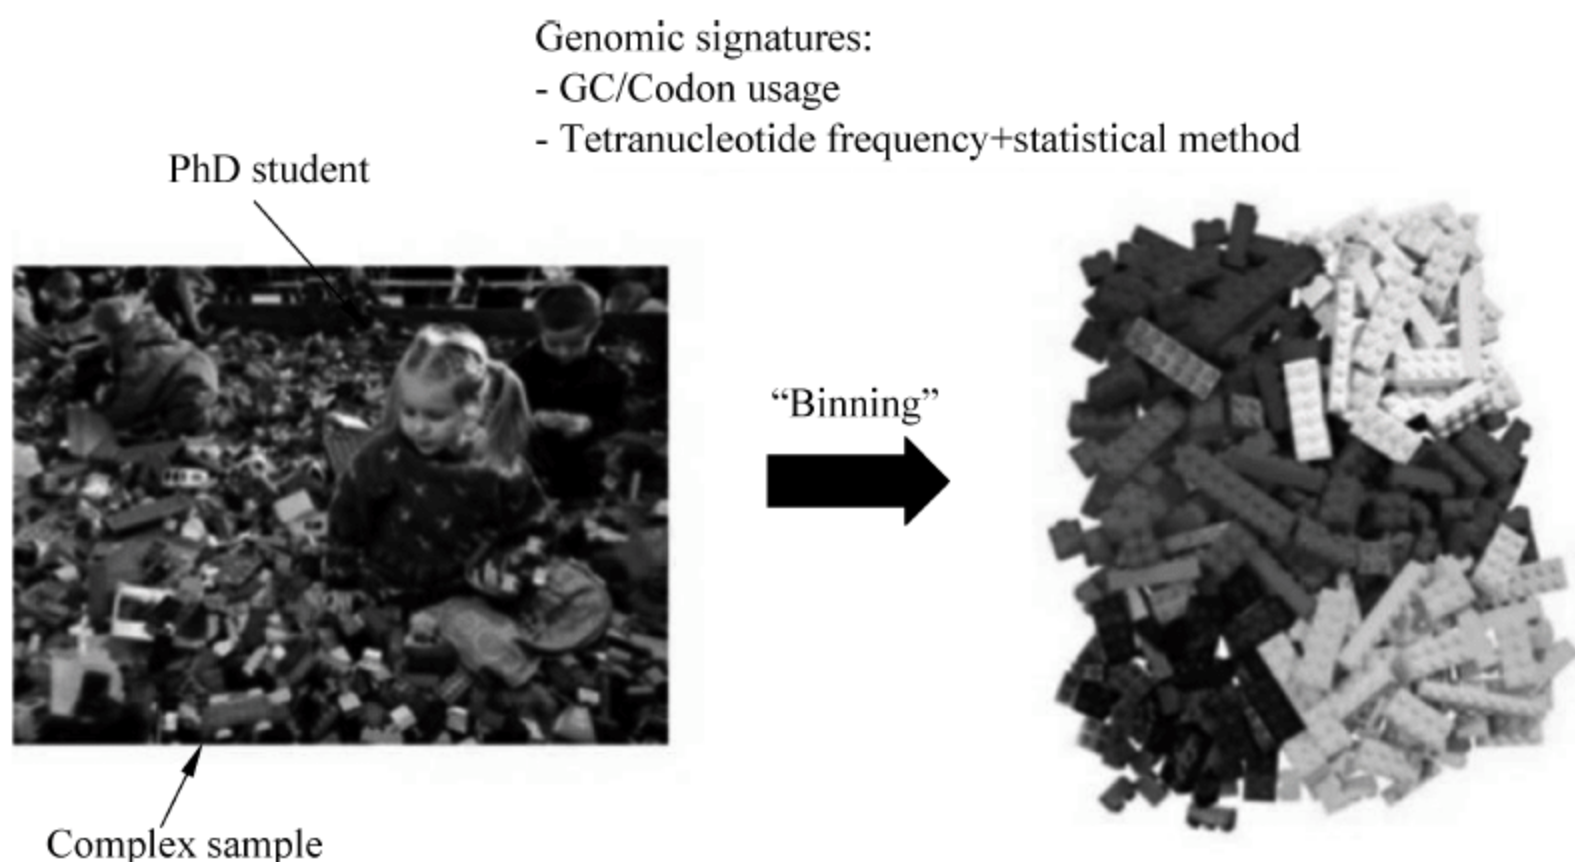 Genomic signatures:
- GC/Codon usage
- Tetranucleotide frequency+statistical method
PhD student
“Binning”
Complex sample